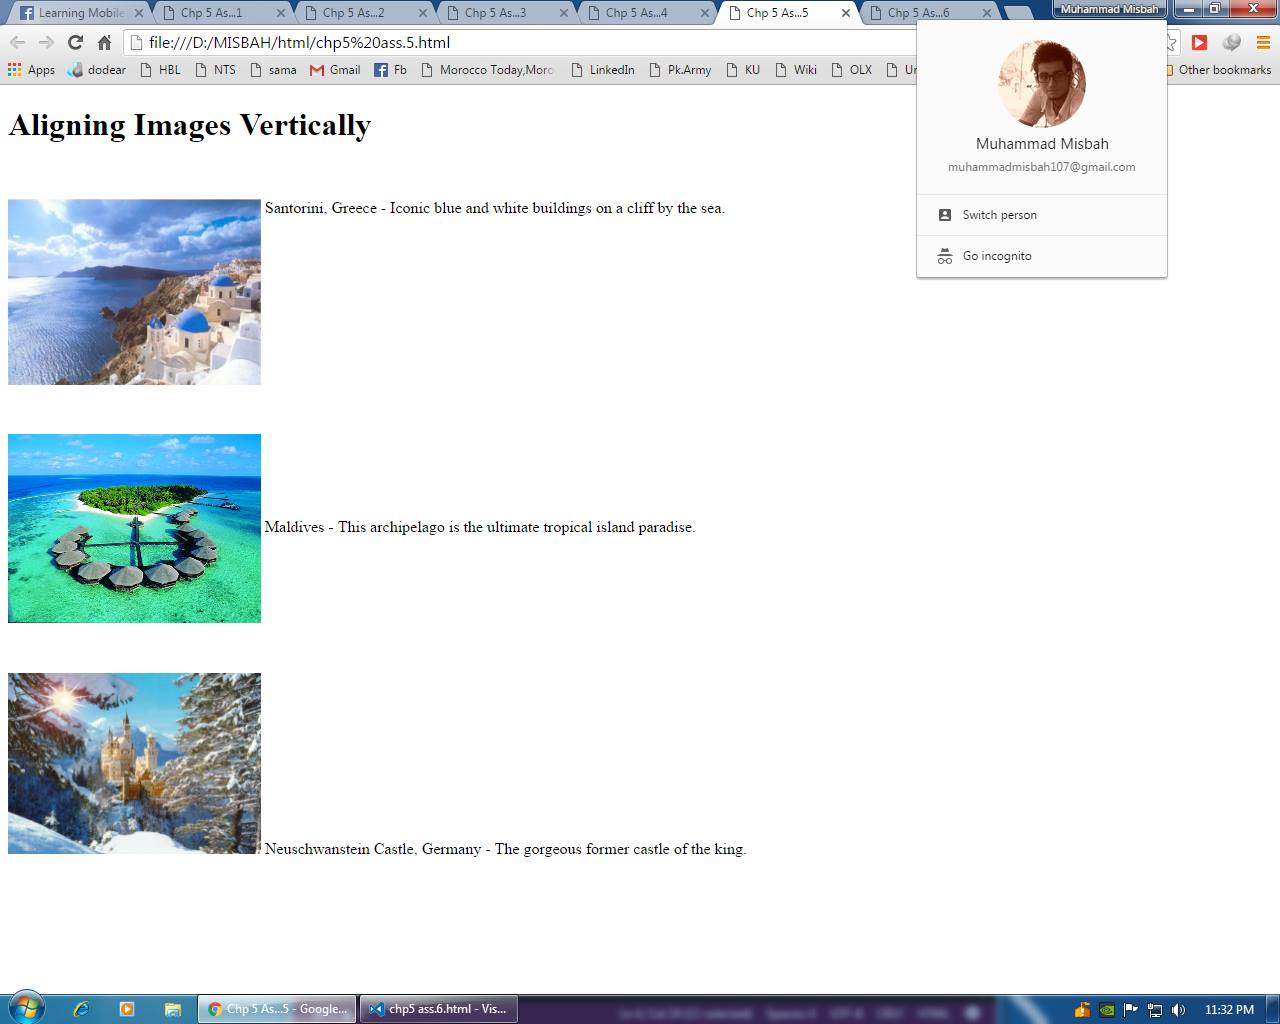 Learning Mobile
Chp 5 As...1
Chp 5 As...2
Chp 5 As...3
Chp 5 As...4
Chp 5 As...5
Chp 5 As...6
Muhammad Misbah
file:///D:/MISBAH/html/chp5%20ass.5.html
Apps
dodear
HBL
NTS
sama
Gmail
Fb
Morocco Today,Moro
LinkedIn
Pk.Army
KU
Wiki
OLX
Other bookmarks
Muhammad Misbah
muhammadmisbah107@gmail.com
Switch person
Go incognito
Aligning Images Vertically
Santorini, Greece - Iconic blue and white buildings on a cliff by the sea.
Maldives - This archipelago is the ultimate tropical island paradise.
Neuschwanstein Castle, Germany - The gorgeous former castle of the king.
Chp 5 As...5 - Google...
chp5 ass.6.html - Vis...
11:32 PM